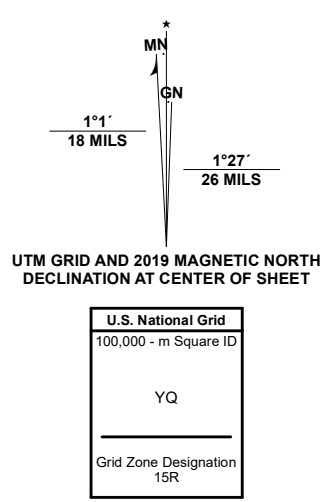 ★
MN
GN
1°1´
18 MILS
1°27´
26 MILS
UTM GRID AND 2019 MAGNETIC NORTH
DECLINATION AT CENTER OF SHEET
U.S. National Grid
100,000 - m Square ID
YQ
Grid Zone Designation
15R